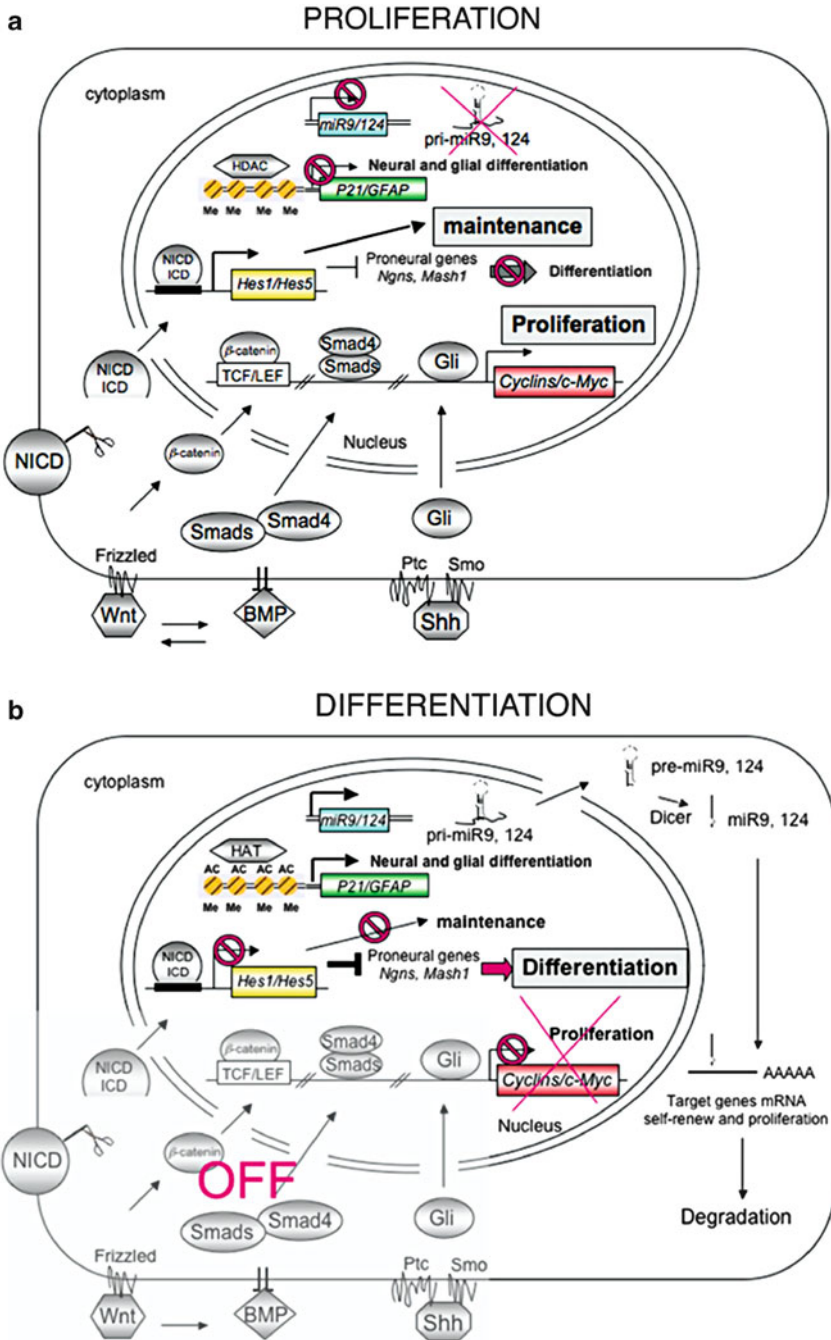 a
PROLIFERATION
cytoplasm
miR9/124
pri-miR9, 124
HDAC
Neural and glial differentiation
P21/GFAP
Me Me Me Me
maintenance
NICD
ICD
Hes1/Hes5
Proneural genes
Ngns, Mash1
Differentiation
Proliferation
β-catenin
TCF/LEF
Smad4
Smads
Gli
Cyclins/c-Myc
NICD
ICD
Nucleus
NICD
β-catenin
Smads
Smad4
Gli
Frizzled
Ptc
Smo
Wnt
BMP
Shh
b
DIFFERENTIATION
cytoplasm
pre-miR9, 124
miR9/124
pri-miR9, 124
Dicer
miR9, 124
HAT
AC AC AC AC
Neural and glial differentiation
P21/GFAP
Me Me Me Me
maintenance
NICD
ICD
Hes1/Hes5
Proneural genes
Ngns, Mash1
Differentiation
Proliferation
β-catenin
TCF/LEF
Smad4
Smads
Gli
Cyclins/c-Myc
AAAAA
NICD
ICD
Target genes mRNA
self-renew and proliferation
Nucleus
NICD
β-catenin
OFF
Smads
Smad4
Gli
Degradation
Frizzled
Ptc
Smo
Wnt
BMP
Shh